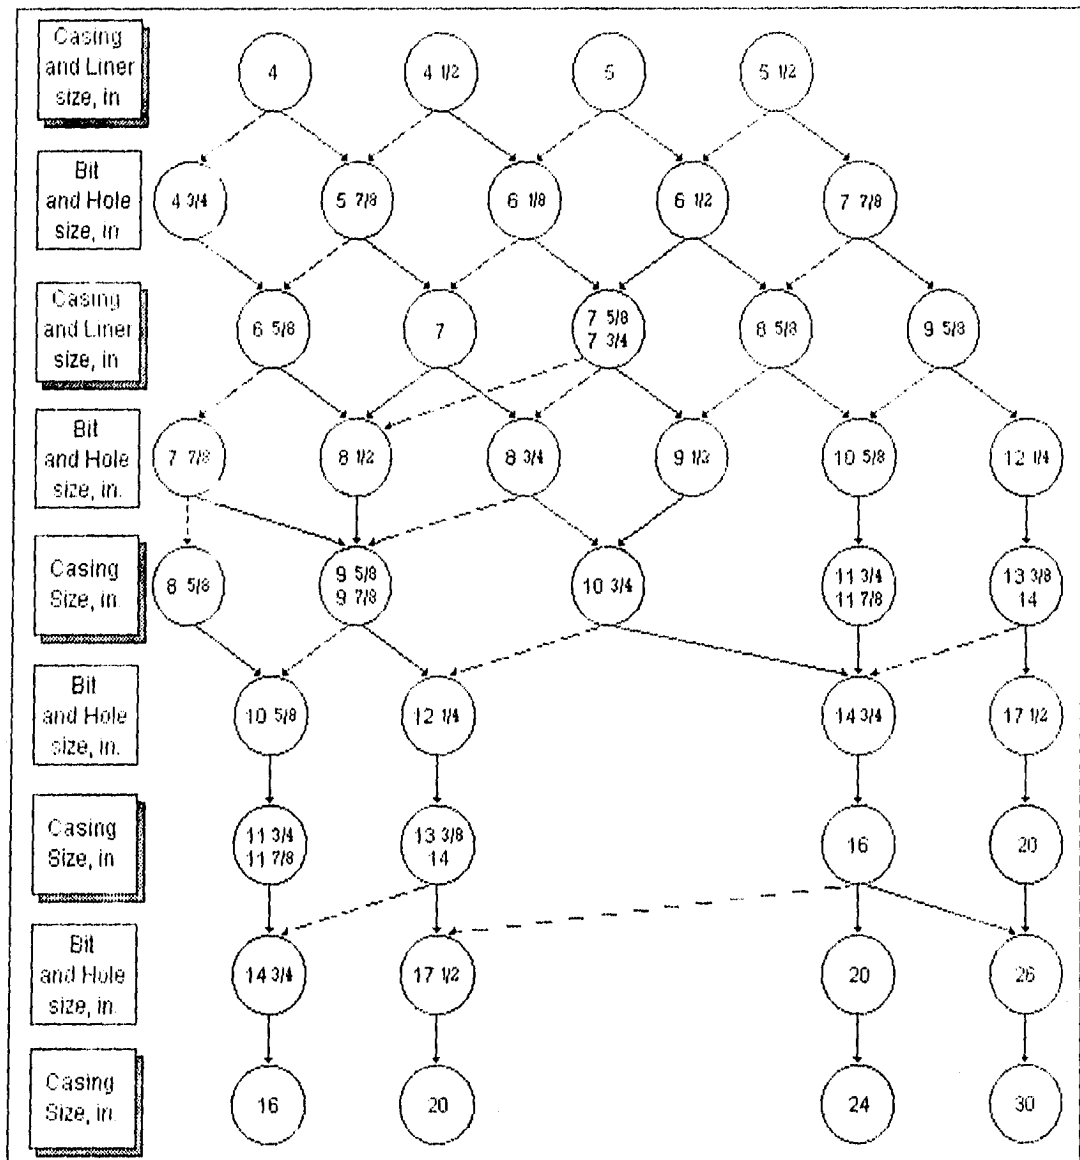 Casing
and Liner
size, in
4
4 1/2
5
5 1/2
Bit
and Hole
size, in
4 3/4
5 7/8
6 1/8
6 1/2
7 7/8
Casing
and Liner
size, in
6 5/8
7
7 5/8
7 3/4
8 5/8
9 5/8
Bit
and Hole
size, in.
7 7/8
8 1/2
8 3/4
9 1/2
10 5/8
12 1/4
Casing
Size, in.
8 5/8
9 5/8
9 7/8
10 3/4
11 3/4
11 7/8
13 3/8
14
Bit
and Hole
size, in.
10 5/8
12 1/4
14 3/4
17 1/2
Casing
Size, in
11 3/4
11 7/8
13 3/8
14
16
20
Bit
and Hole
size, in.
14 3/4
17 1/2
20
26
Casing
Size, in.
16
20
24
30